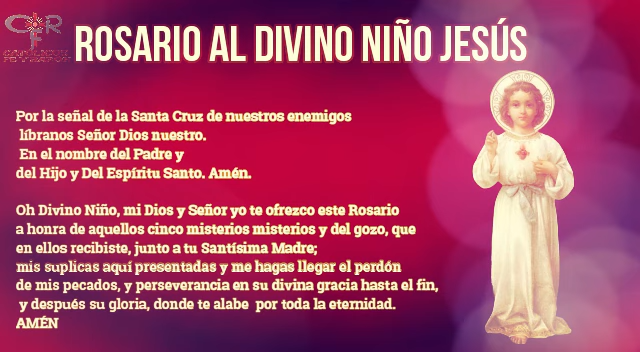 ROSARIO AL DIVINO NIÑO JESÚS
Por la señal de la Santa Cruz de nuestros enemigos
líbranos Señor Dios nuestro.
En el nombre del Padre y
del Hijo y Del Espíritu Santo. Amén.
Oh Divino Niño, mi Dios y Señor yo te ofrezco este Rosario
a honra de aquellos cinco misterios misterios y del gozo, que
en ellos recibiste, junto a tu Santísima Madre;
mis suplicas aquí presentadas y me hagas llegar el perdón
de mis pecados, y perseverancia en su divina gracia hasta el fin,
y después su gloria, donde te alabe por toda la eternidad.
AMÉN